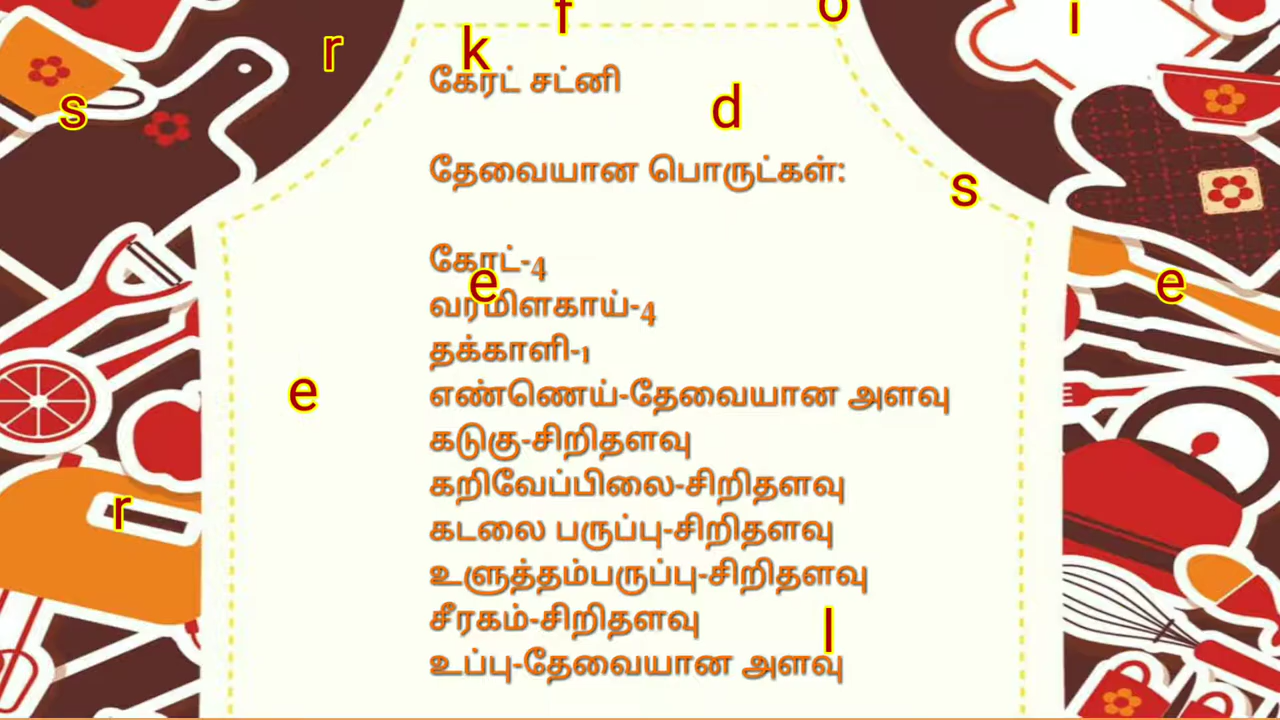 கேரட் சட்னி
தேவையான பொருட்கள்:
கேரட்-4
வரமிளகாய்-4
தக்காளி-1
எண்ணெய்-தேவையான அளவு
கடுகு-சிறிதளவு
கறிவேப்பிலை-சிறிதளவு
கடலை பருப்பு-சிறிதளவு
உளுத்தம்பருப்பு-சிறிதளவு
சீரகம்-சிறிதளவு
உப்பு-தேவையான அளவு
f
o
i
r
k
s
d
s
e
e
e
r
l